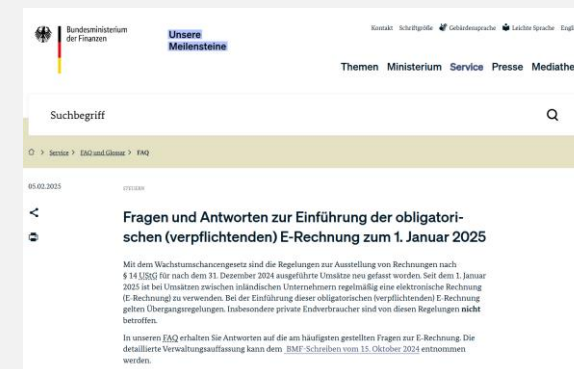 Bundesministerium
der Finanzen
Unsere
Meilensteine
Kontakt Schriftgröße Gebärdensprache Leichte Sprache Engl
Themen Ministerium Service Presse Mediathe
Suchbegriff
> Service > FAQ und Glossar > FAQ
05.02.2025
STEUERN
Fragen und Antworten zur Einführung der obligatori-
schen (verpflichtenden) E-Rechnung zum 1. Januar 2025
Mit dem Wachstumschancengesetz sind die Regelungen zur Ausstellung von Rechnungen nach
§ 14 UStG für nach dem 31. Dezember 2024 ausgeführte Umsätze neu gefasst worden. Seit dem 1. Januar
2025 ist bei Umsätzen zwischen inländischen Unternehmern regelmäßig eine elektronische Rechnung
(E-Rechnung) zu verwenden. Bei der Einführung dieser obligatorischen (verpflichtenden) E-Rechnung
gelten Übergangsregelungen. Insbesondere private Endverbraucher sind von diesen Regelungen nicht
betroffen.
In unseren FAQ erhalten Sie Antworten auf die am häufigsten gestellten Fragen zur E-Rechnung. Die
detaillierte Verwaltungsauffassung kann dem BMF-Schreiben vom 15. Oktober 2024 entnommen
werden.